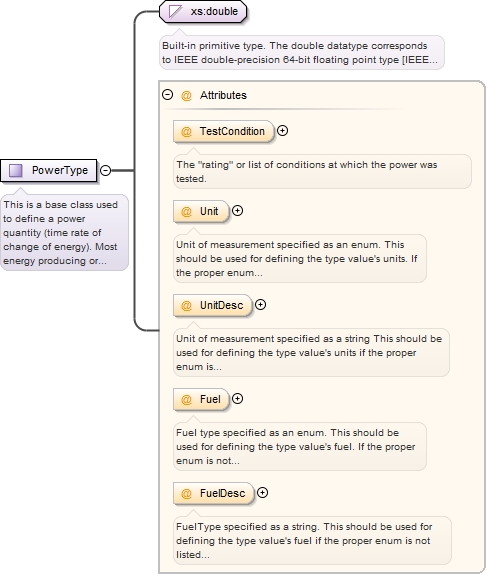 xs:double
Built-in primitive type. The double datatype corresponds
to IEEE double-precision 64-bit floating point type [IEEE...
@ Attributes
@ TestCondition
The "rating" or list of conditions at which the power was
tested.
PowerType
This is a base class used
to define a power
quantity (time rate of
change of energy). Most
energy producing or...
@ Unit
Unit of measurement specified as an enum. This
should be used for defining the type value's units. If
the proper enum...
@ UnitDesc
Unit of measurement specified as a string This should be
used for defining the type value's units if the proper
enum is...
@ Fuel
Fuel type specified as an enum. This should be
used for defining the type value's fuel. If the proper
enum is not...
@ FuelDesc
FuelType specified as a string. This should be used for
defining the type value's fuel if the proper enum is not
listed...